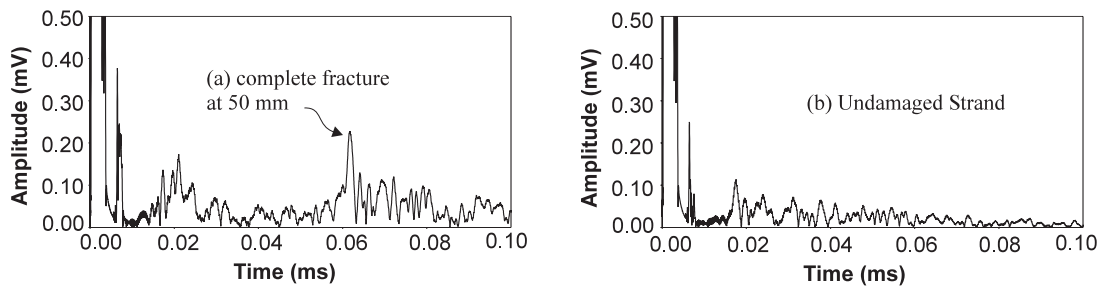 0.50
0.40
0.30
0.20
0.10
0.00
Amplitude (mV)
(a) complete fracture
at 50 mm
0.00 0.02 0.04 0.06 0.08 0.10
Time (ms)
0.50
0.40
0.30
0.20
0.10
0.00
Amplitude (mV)
(b) Undamaged Strand
0.00 0.02 0.04 0.06 0.08 0.10
Time (ms)